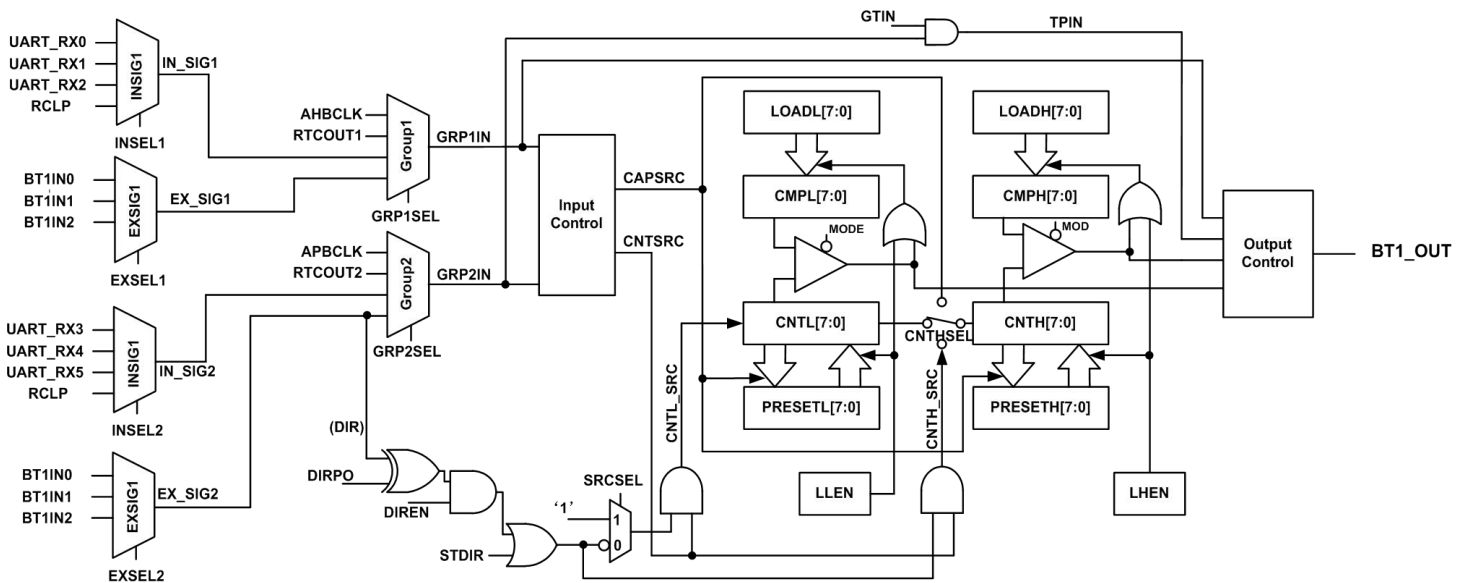 GTIN
TPIN
UART_RX0
UART_RX1
UART_RX2
RCLP
INSIG1
IN_SIG1
INSEL1
AHBCLK
RTCOUT1
Group1
GRP1IN
GRP1SEL
BT1IN0
BT1IN1
BT1IN2
EXSIG1
EX_SIG1
EXSEL1
APBCLK
RTCOUT2
Group2
GRP2IN
GRP2SEL
Input
Control
CAPSRC
CNTSRC
LOADL[7:0]
LOADH[7:0]
CMPL[7:0]
CMPH[7:0]
MODE
MOD
Output
Control
BT1_OUT
CNTL[7:0]
CNTHSEL
CNTH[7:0]
PRESETL[7:0]
PRESETH[7:0]
CNTL_SRC
CNTH_SRC
UART_RX3
UART_RX4
UART_RX5
RCLP
INSIG1
IN_SIG2
INSEL2
BT1IN0
BT1IN1
BT1IN2
EXSIG1
EX_SIG2
EXSEL2
(DIR)
DIRPO
DIREN
STDIR
SRCSEL
‘1’
1
0
LLEN
LHEN